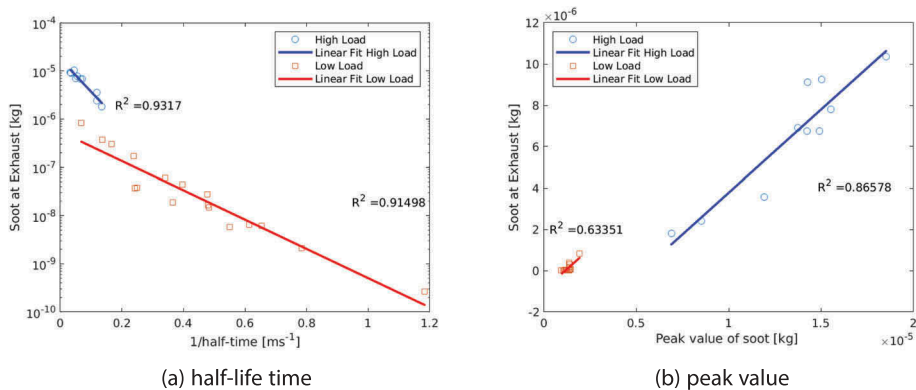 10^-4
10^-5
10^-6
10^-7
10^-8
10^-9
10^-10
Soot at Exhaust [kg]
High Load
Linear Fit High Load
Low Load
Linear Fit Low Load
R^2 =0.9317
R^2 =0.91498
0 0.2 0.4 0.6 0.8 1 1.2
1/half-time [ms^-1]
(a) half-life time
×10^-6
12
10
8
6
4
2
0
-2
Soot at Exhaust [kg]
High Load
Linear Fit High Load
Low Load
Linear Fit Low Load
R^2 =0.86578
R^2 =0.63351
0 0.5 1 1.5 2
Peak value of soot [kg]
×10^-5
(b) peak value